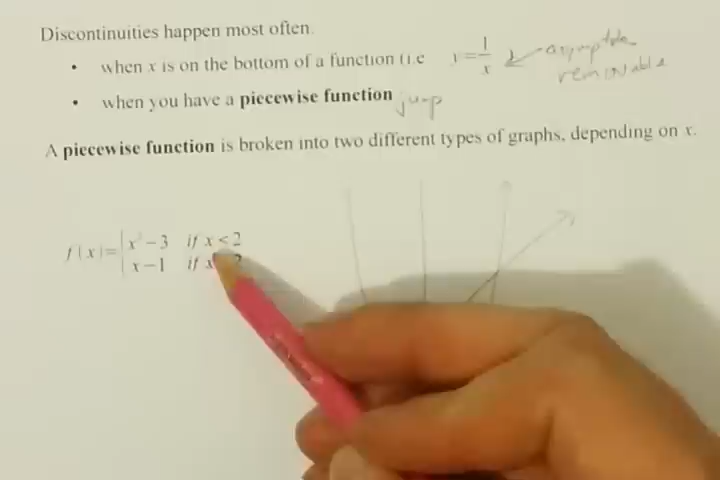 Discontinuities happen most often.
• when x is on the bottom of a function (i.e y = 1/x asymptote
removable
• when you have a piecewise function jump
A piecewise function is broken into two different types of graphs, depending on x.
f(x)= x² − 3 if x < 2
x − 1 if x 2